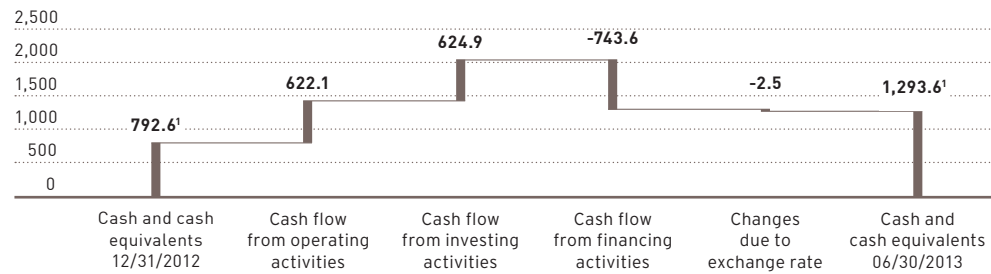 2,500
2,000
1,500
1,000
500
0
792.6¹
622.1
624.9
-743.6
-2.5
1,293.6¹
Cash and cash
equivalents
12/31/2012
Cash flow
from operating
activities
Cash flow
from investing
activities
Cash flow
from financing
activities
Changes
due to
exchange rate
Cash and
cash equivalents
06/30/2013